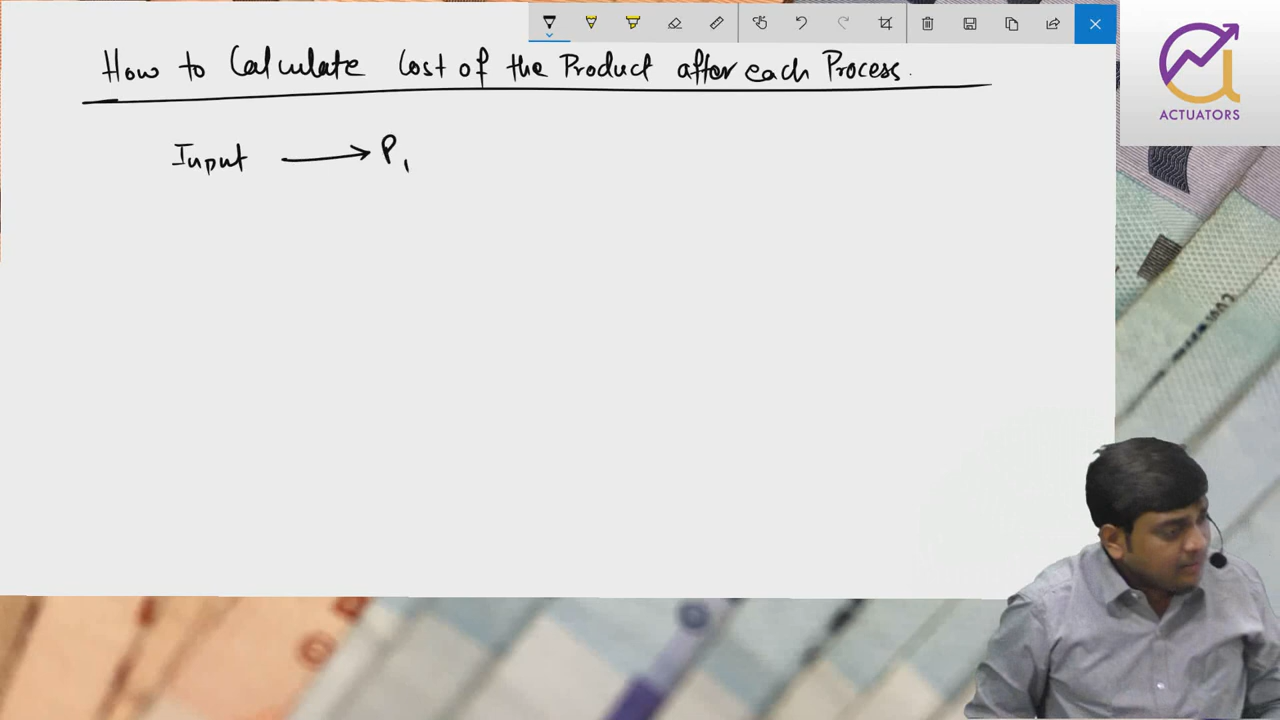 How to Calculate Cost of the Product after each Process.
Input → P1
ACTUATORS